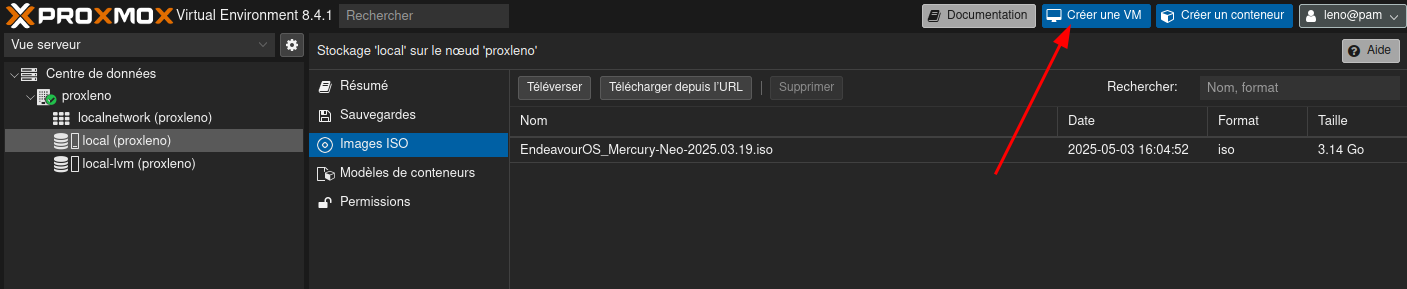 PROXMOX Virtual Environment 8.4.1 Rechercher Documentation Créer une VM Créer un conteneur leno@pam
Vue serveur
Stockage 'local' sur le nœud 'proxleno' Aide
Centre de données
proxleno
localnetwork (proxleno)
local (proxleno)
local-lvm (proxleno)
Résumé
Sauvegardes
Images ISO
Modèles de conteneurs
Permissions
Téléverser Télécharger depuis l'URL Supprimer Rechercher: Nom, format
Nom Date Format Taille
EndeavourOS_Mercury-Neo-2025.03.19.iso 2025-05-03 16:04:52 iso 3.14 Go